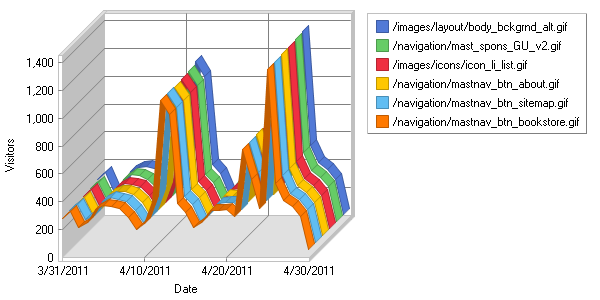 /images/layout/body_bckgrnd_alt.gif
/navigation/mast_spons_GU_v2.gif
/images/icons/icon_li_list.gif
/navigation/mastnav_btn_about.gif
/navigation/mastnav_btn_sitemap.gif
/navigation/mastnav_btn_bookstore.gif
Visitors
1,400
1,200
1,000
800
600
400
200
0
3/31/2011 4/10/2011 4/20/2011 4/30/2011
Date